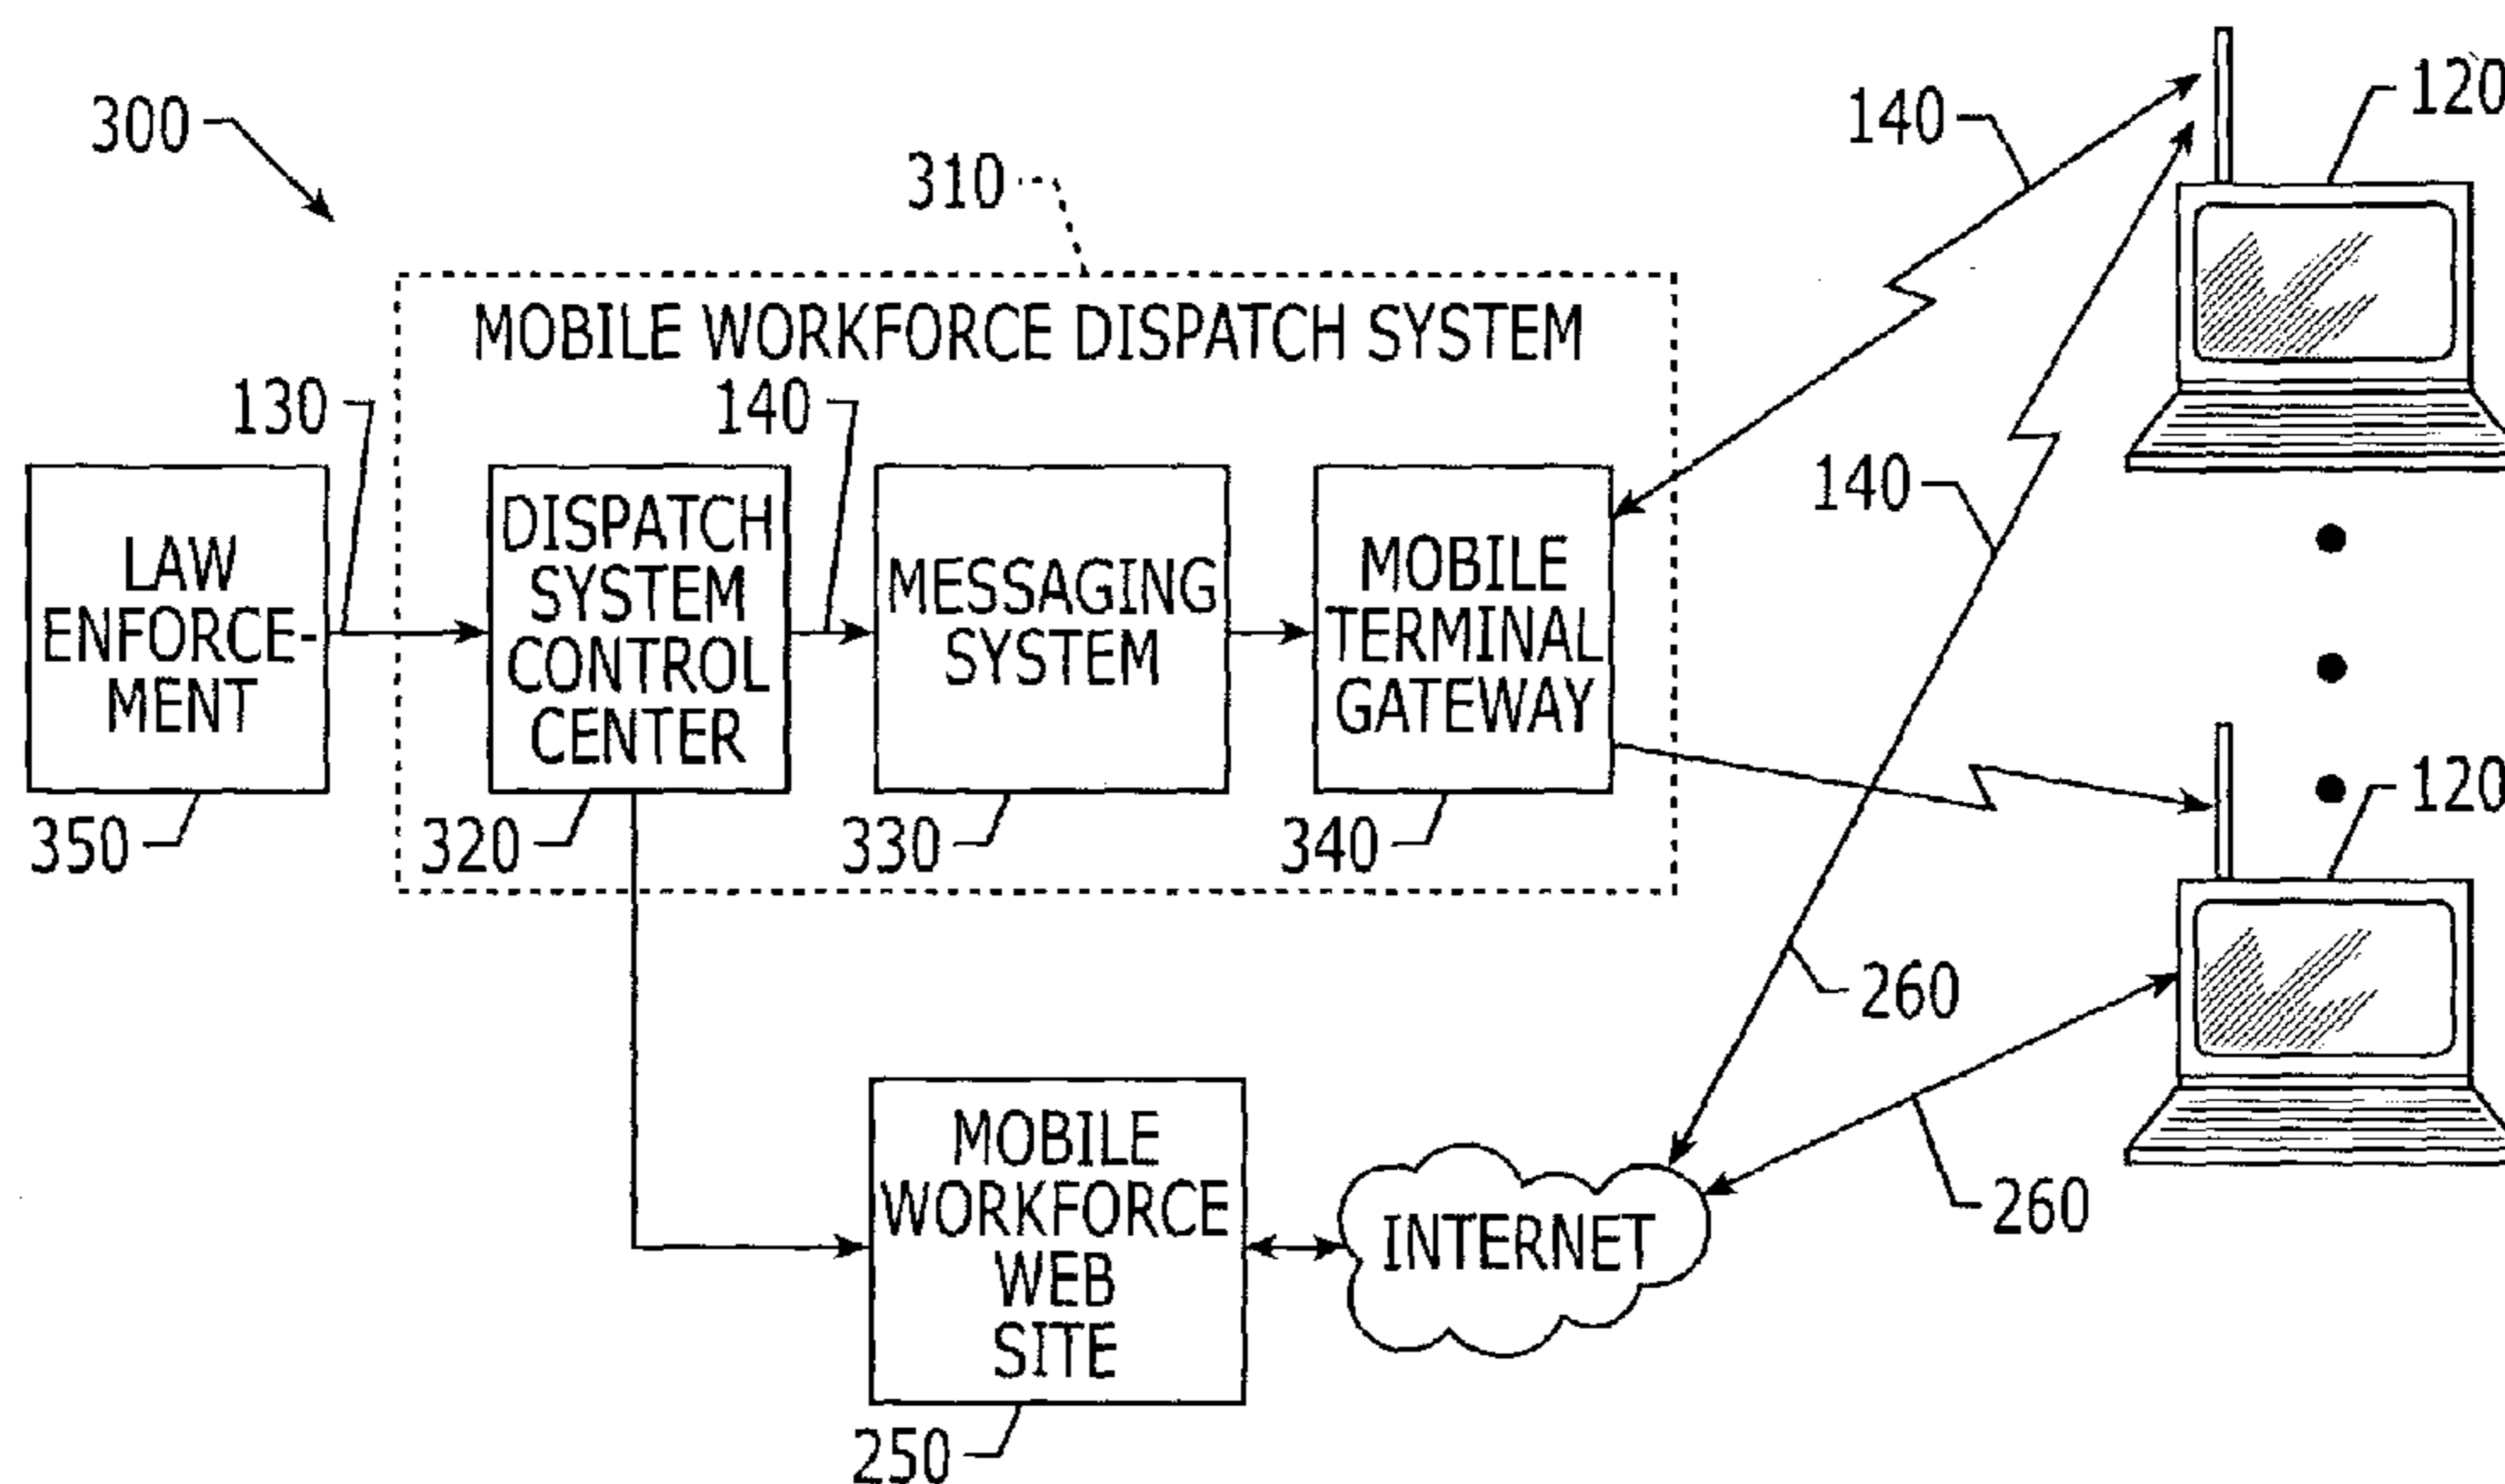 300
140
120
310
MOBILE WORKFORCE DISPATCH SYSTEM
130
140
140
LAW
ENFORCE-
MENT
DISPATCH
SYSTEM
CONTROL
CENTER
MESSAGING
SYSTEM
MOBILE
TERMINAL
GATEWAY
350
320
330
340
120
260
260
MOBILE
WORKFORCE
WEB
SITE
INTERNET
250